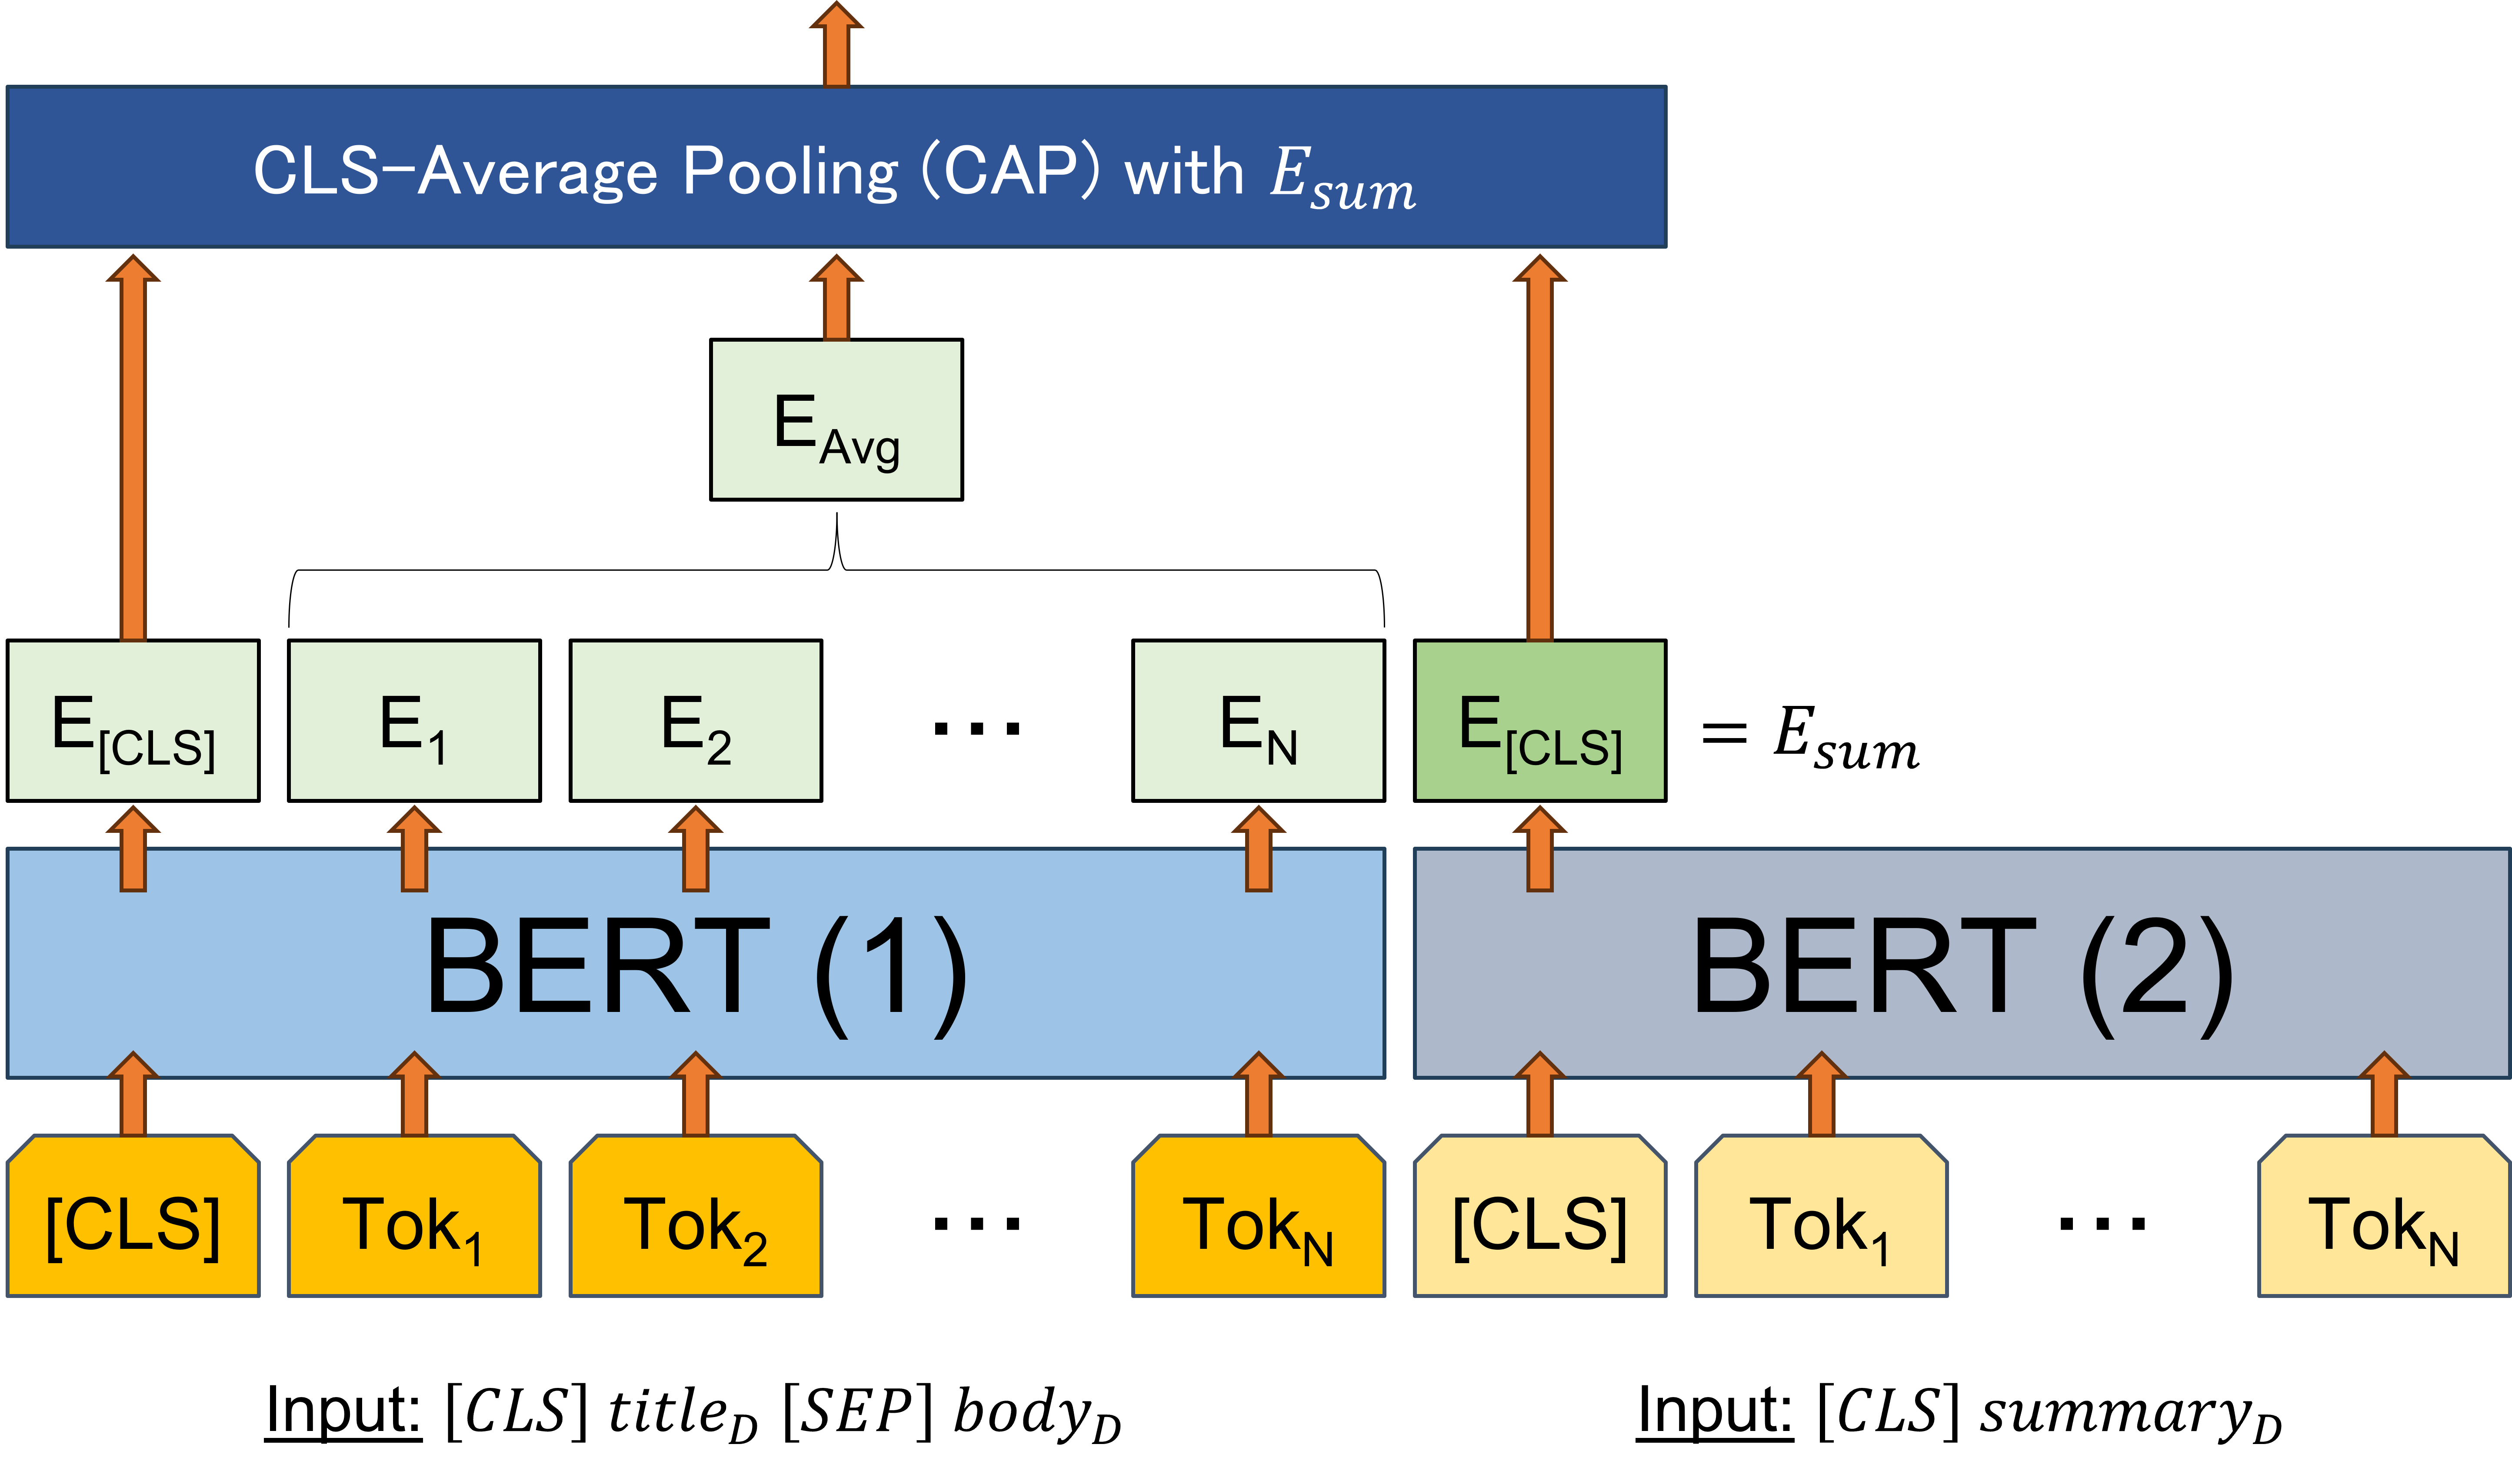 CLS-Average Pooling (CAP) with E_sum
E_Avg
E_[CLS] E_1 E_2 ... E_N E_[CLS] = E_sum
BERT (1) BERT (2)
[CLS] Tok_1 Tok_2 ... Tok_N [CLS] Tok_1 ... Tok_N
Input: [CLS] title_D [SEP] body_D Input: [CLS] summary_D